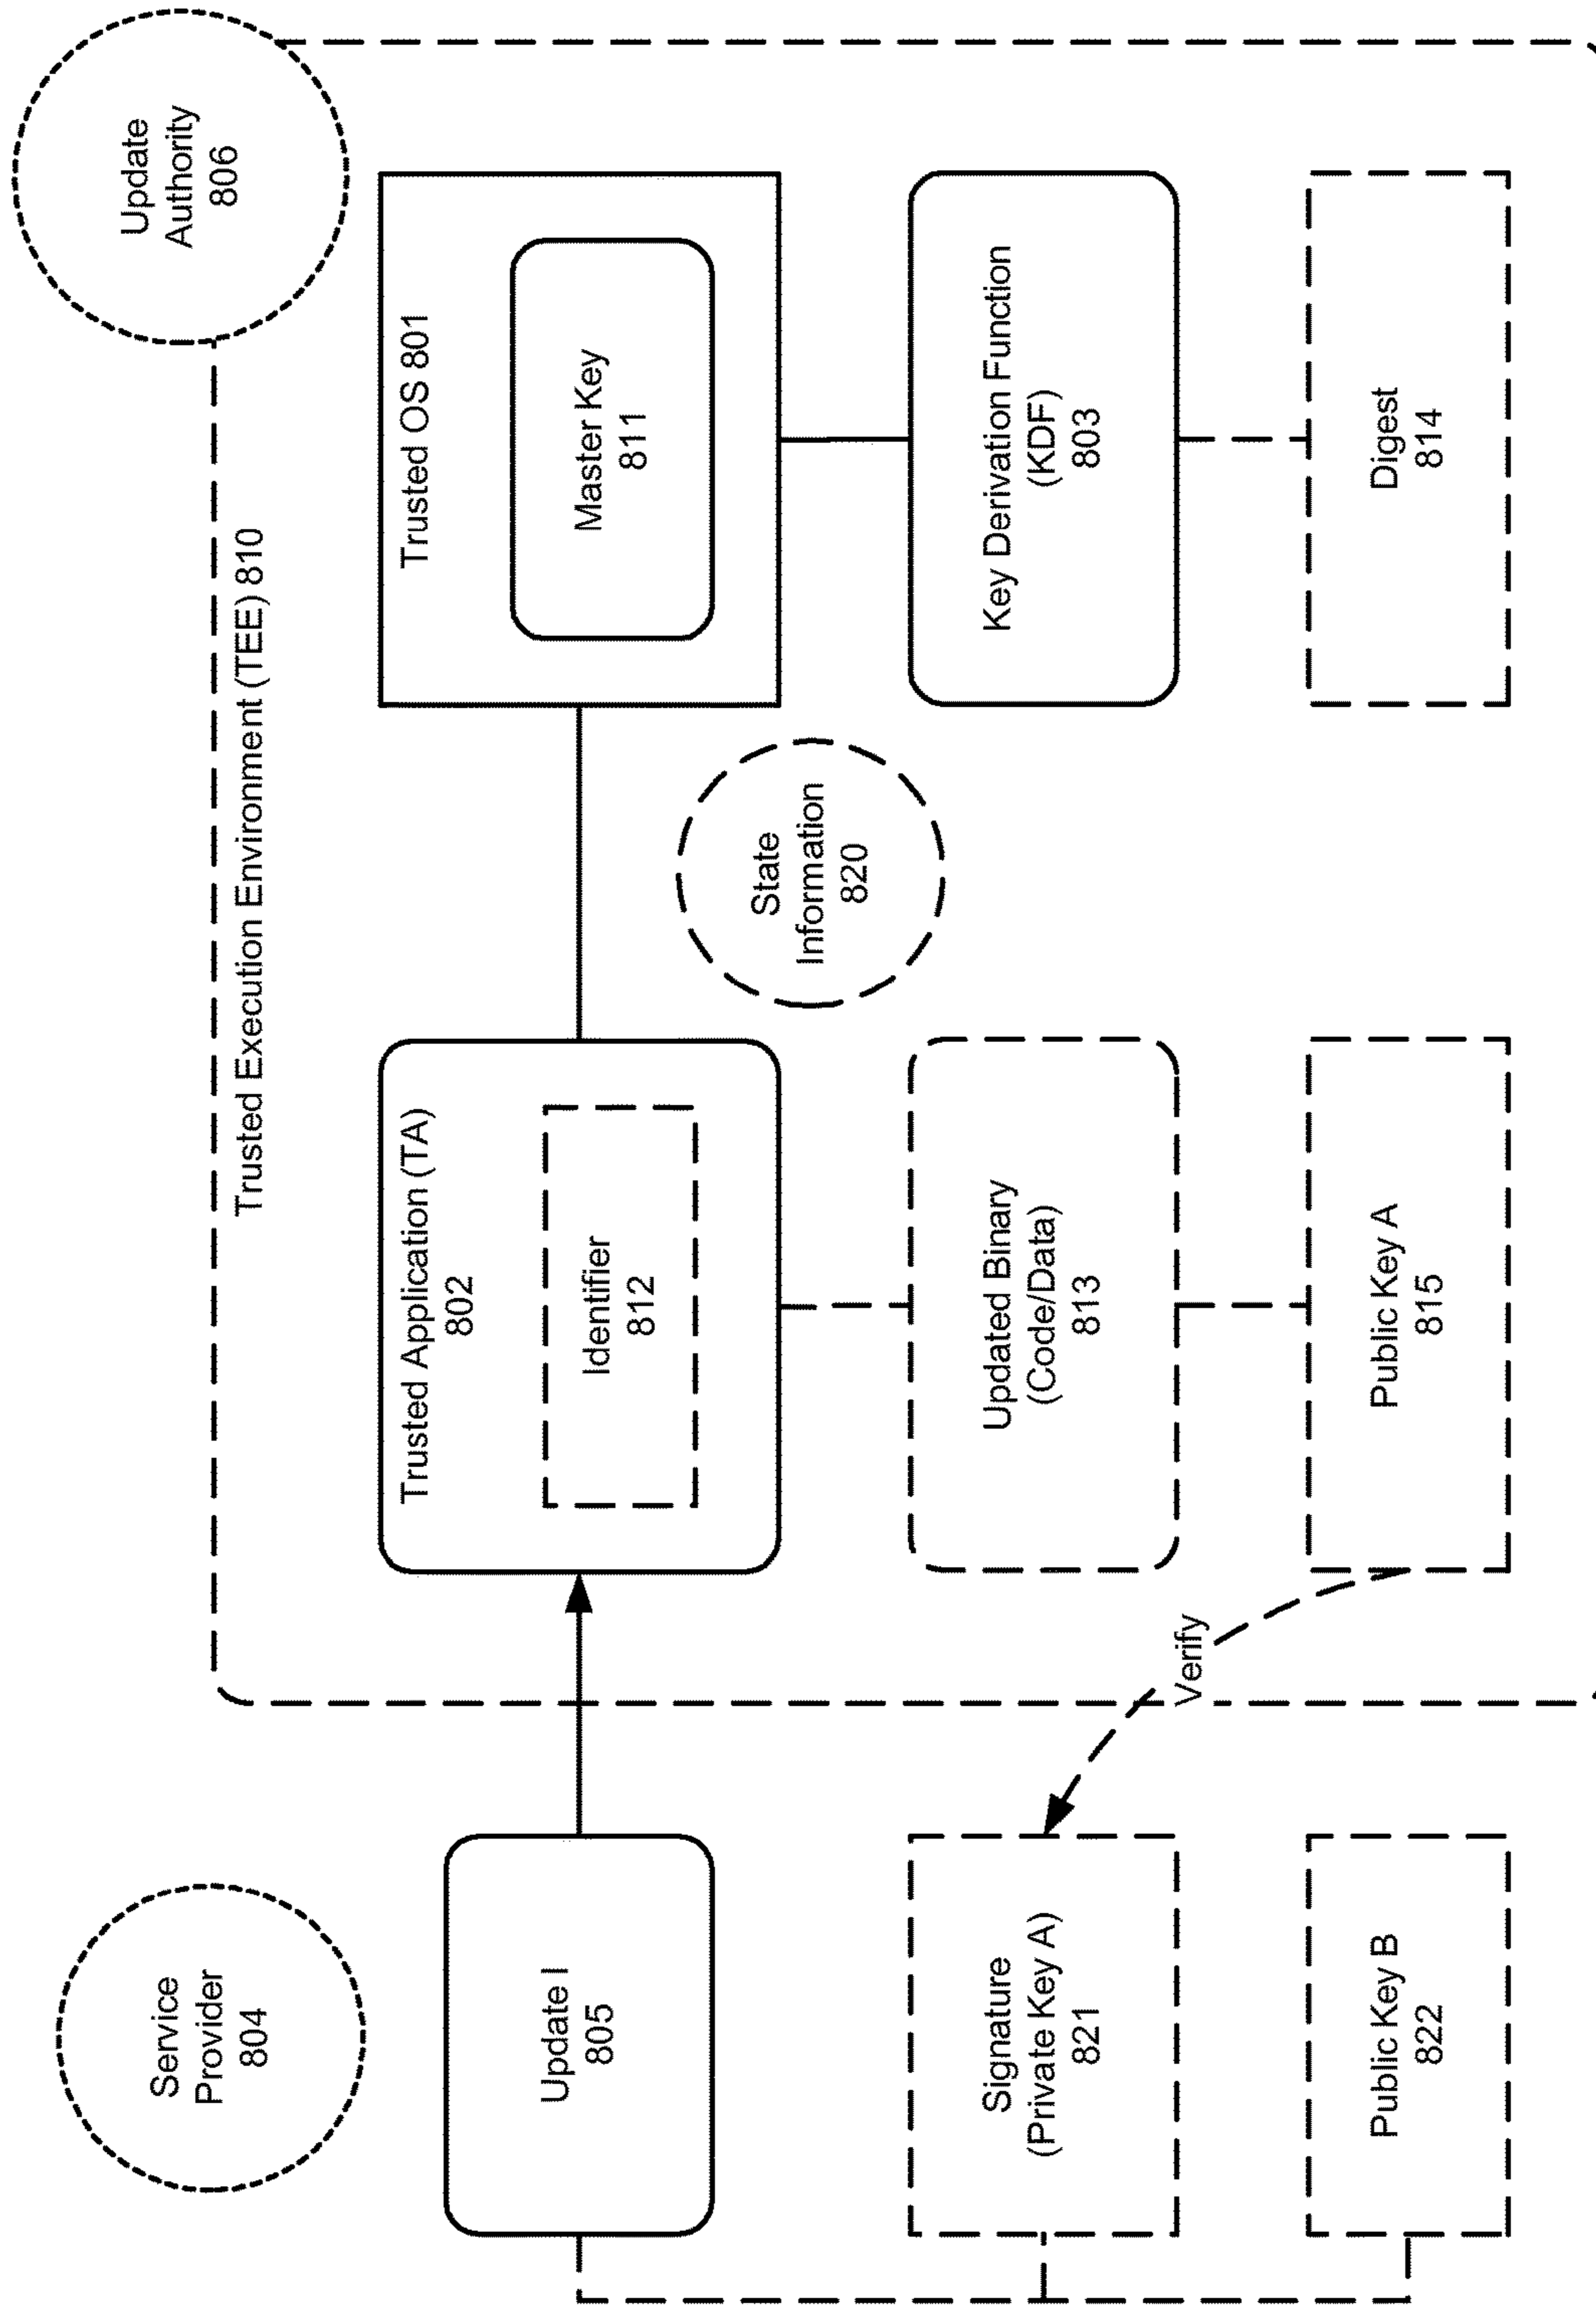 Service
Provider
804
Update I
805
Signature
(Private Key A)
821
Public Key B
822
Verify
Trusted Execution Environment (TEE) 810
Trusted Application (TA)
802
Identifier
812
Updated Binary
(Code/Data)
813
Public Key A
815
State
Information
820
Update
Authority
806
Trusted OS 801
Master Key
811
Key Derivation Function
(KDF)
803
Digest
814